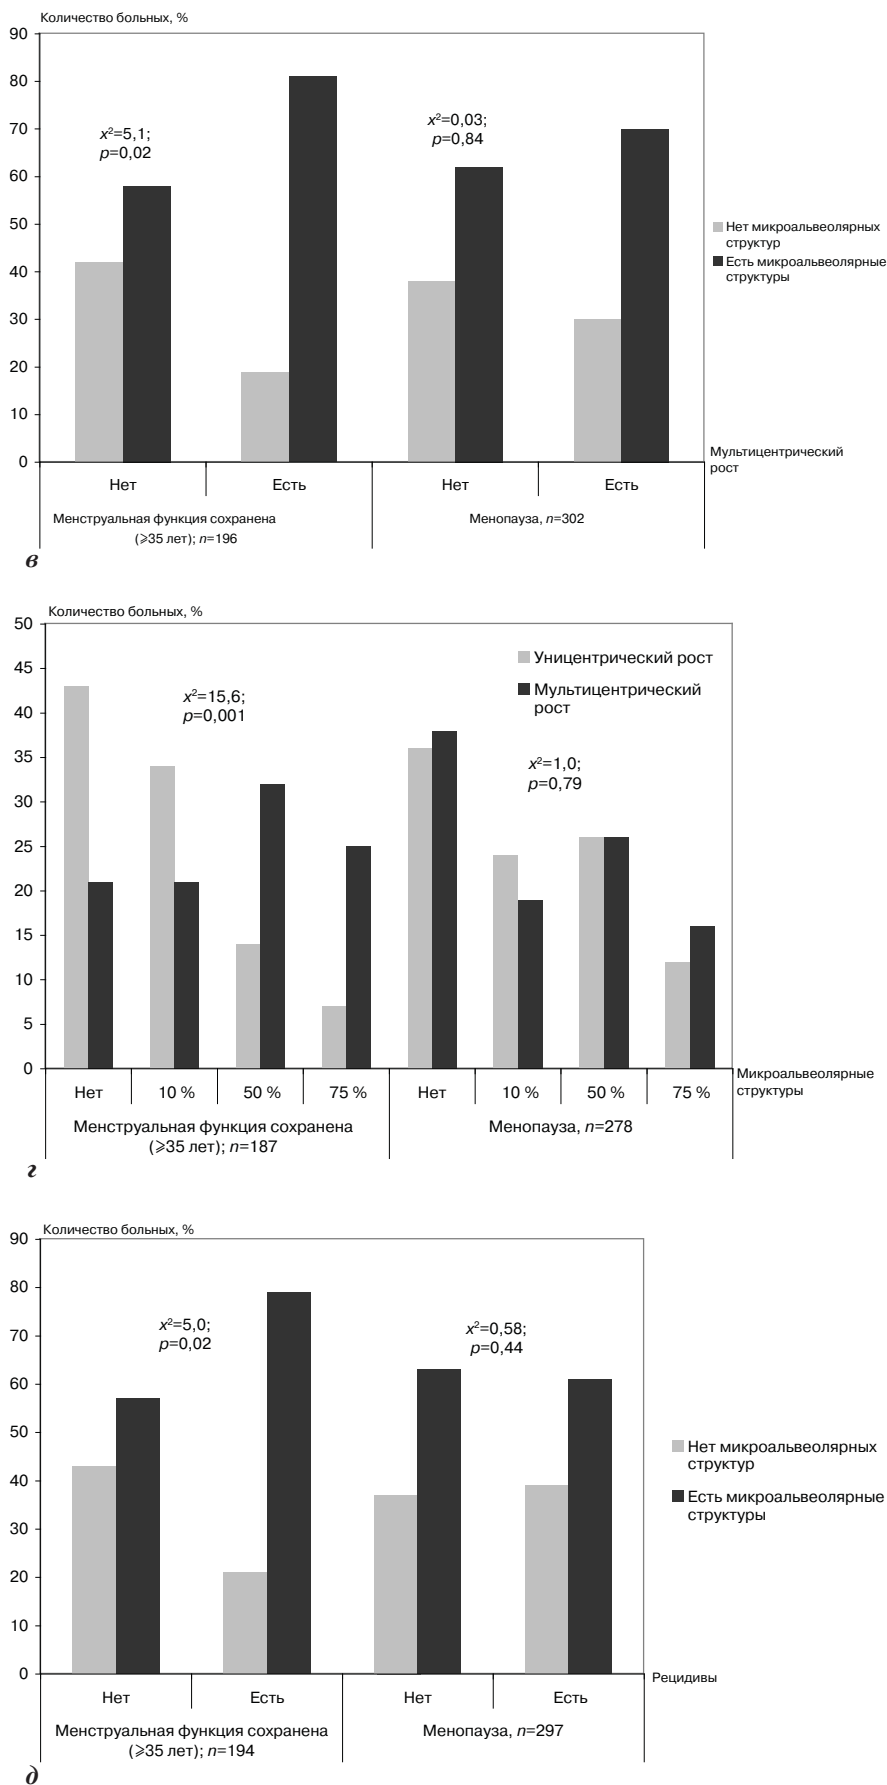 Количество больных, %
90
80
70
60
50
40
30
20
10
0
x²=5,1;
p=0,02
x²=0,03;
p=0,84
Нет микроальвеолярных
структур
Есть микроальвеолярные
структуры
Мультицентрический
рост
Нет
Есть
Нет
Есть
Менструальная функция сохранена
(⩾35 лет); n=196
Менопауза, n=302
в
Количество больных, %
50
45
40
35
30
25
20
15
10
5
0
Уницентрический рост
Мультицентрический
рост
x²=15,6;
p=0,001
x²=1,0;
p=0,79
Нет
10 %
50 %
75 %
Нет
10 %
50 %
75 %
Микроальвеолярные
структуры
Менструальная функция сохранена
(⩾35 лет); n=187
Менопауза, n=278
г
Количество больных, %
90
80
70
60
50
40
30
20
10
0
x²=5,0;
p=0,02
x²=0,58;
p=0,44
Нет микроальвеолярных
структур
Есть микроальвеолярные
структуры
Рецидивы
Нет
Есть
Нет
Есть
Менструальная функция сохранена
(⩾35 лет); n=194
Менопауза, n=297
д